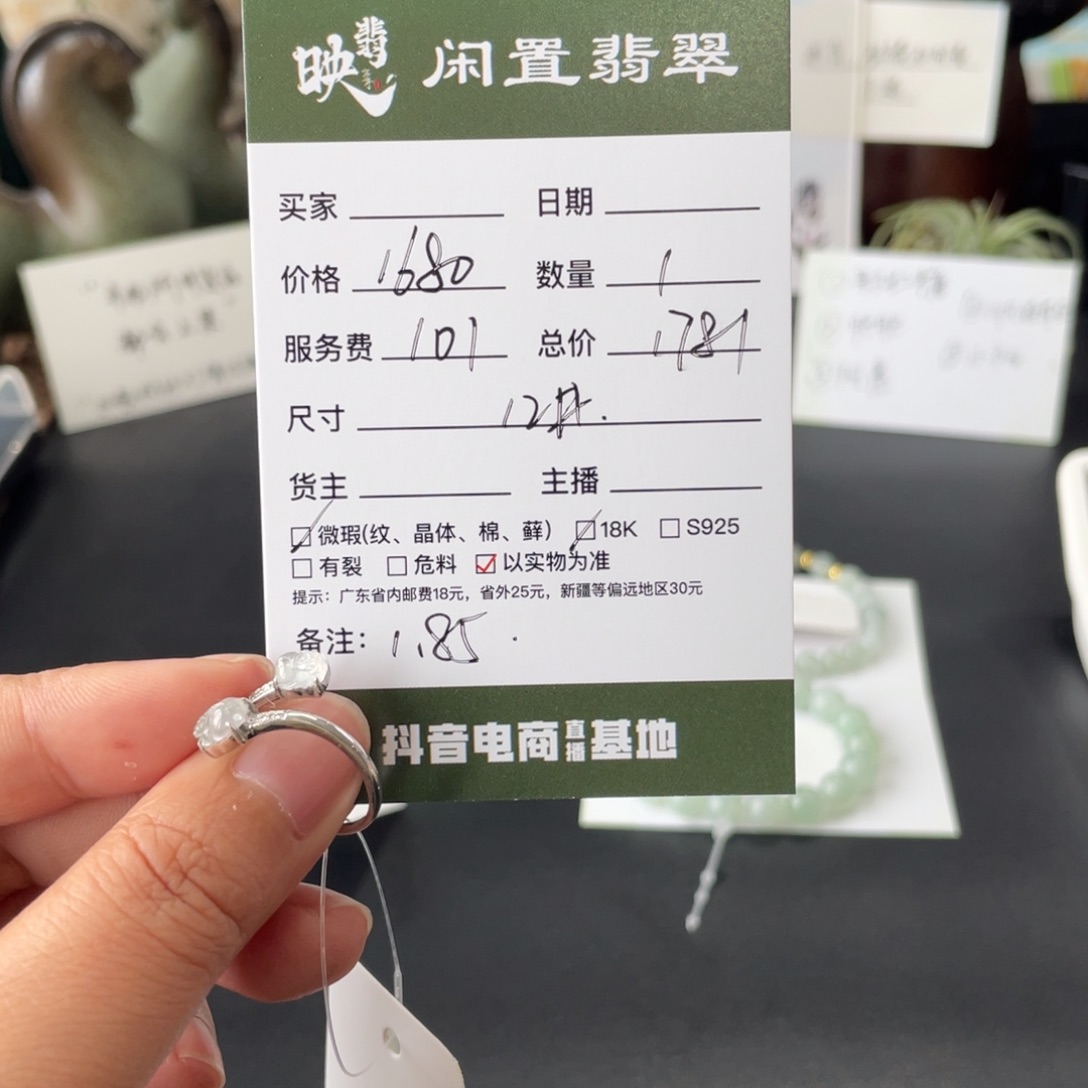 映翡 闲置翡翠
买家 日期
价格 1680 数量 1
服务费 101 总价 1781
尺寸 12#.
货主 主播
微瑕(纹、晶体、棉、藓) 18K S925
有裂 危料 以实物为准
提示：广东省内邮费18元，省外25元，新疆等偏远地区30元
备注：1.85
抖音电商直播基地